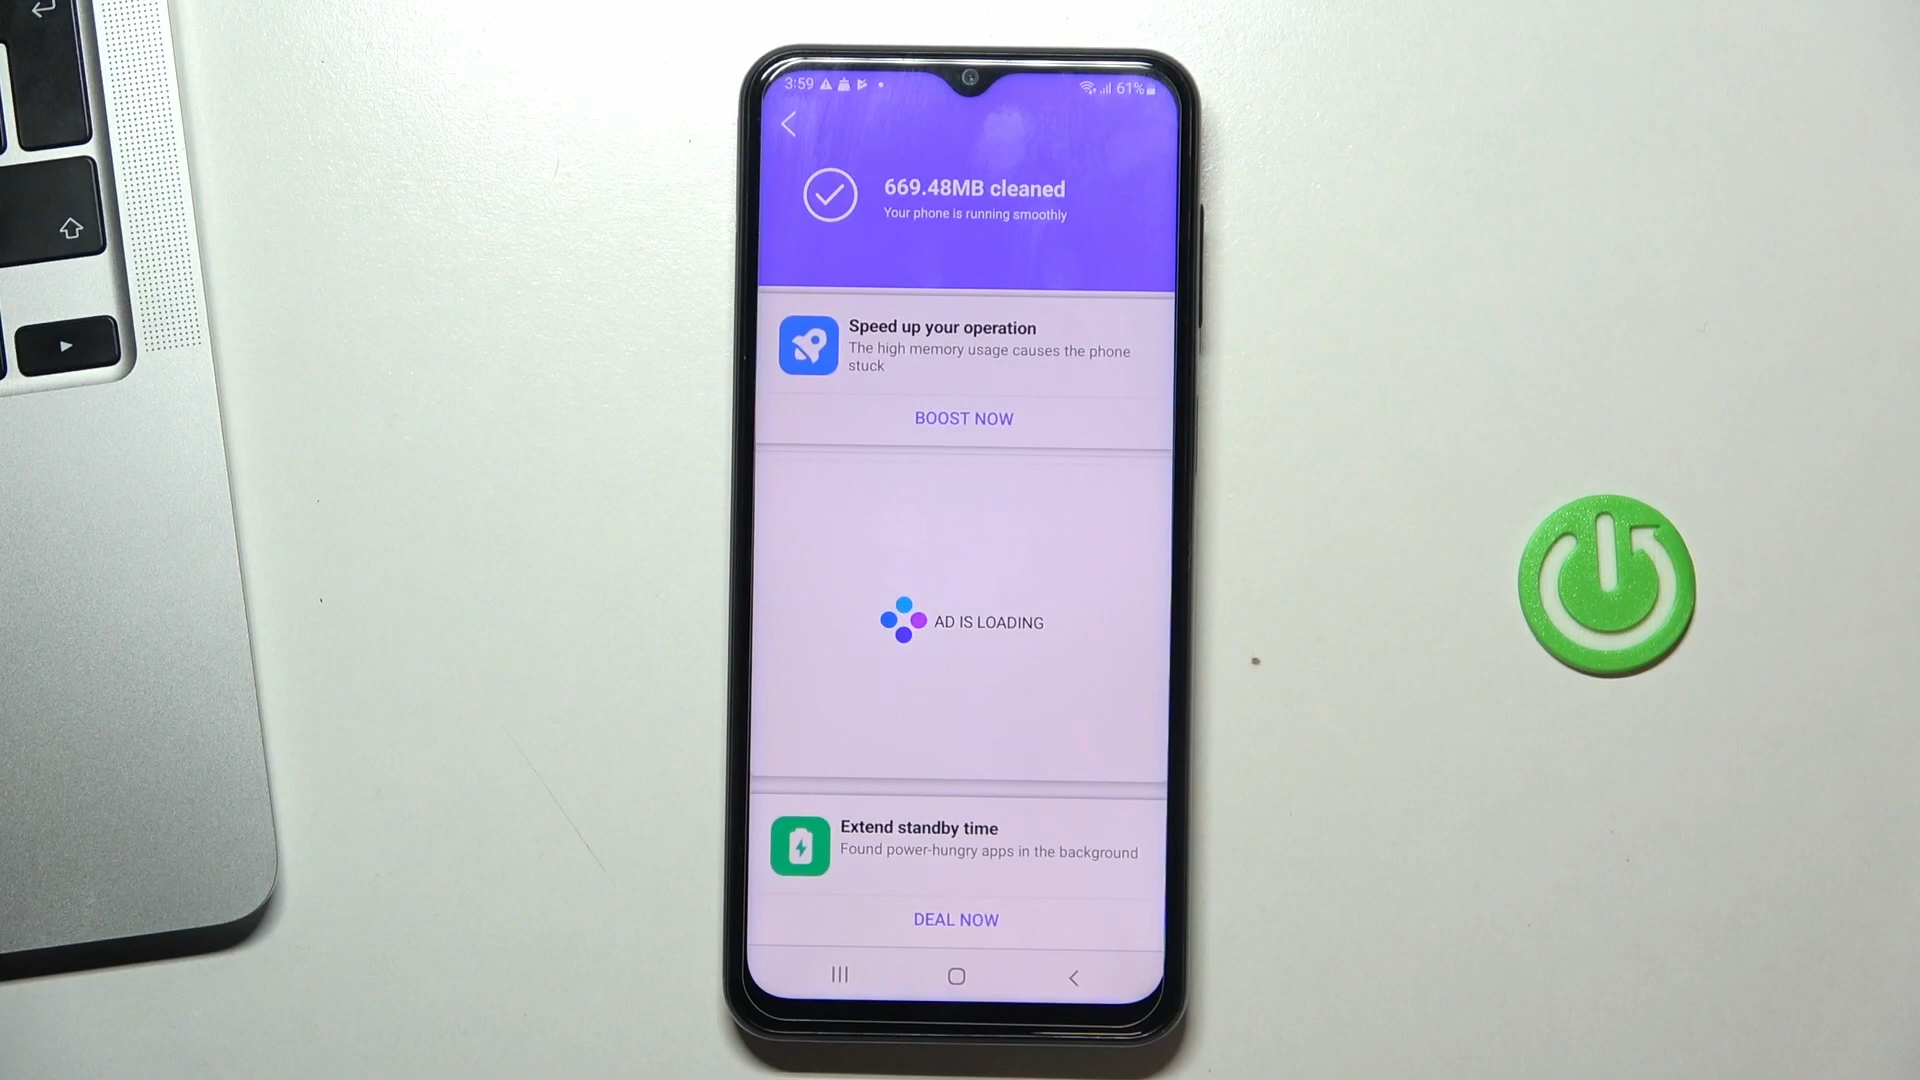 3:59
61%
669.48MB cleaned
Your phone is running smoothly
Speed up your operation
The high memory usage causes the phone
stuck
BOOST NOW
AD IS LOADING
Extend standby time
Found power-hungry apps in the background
DEAL NOW